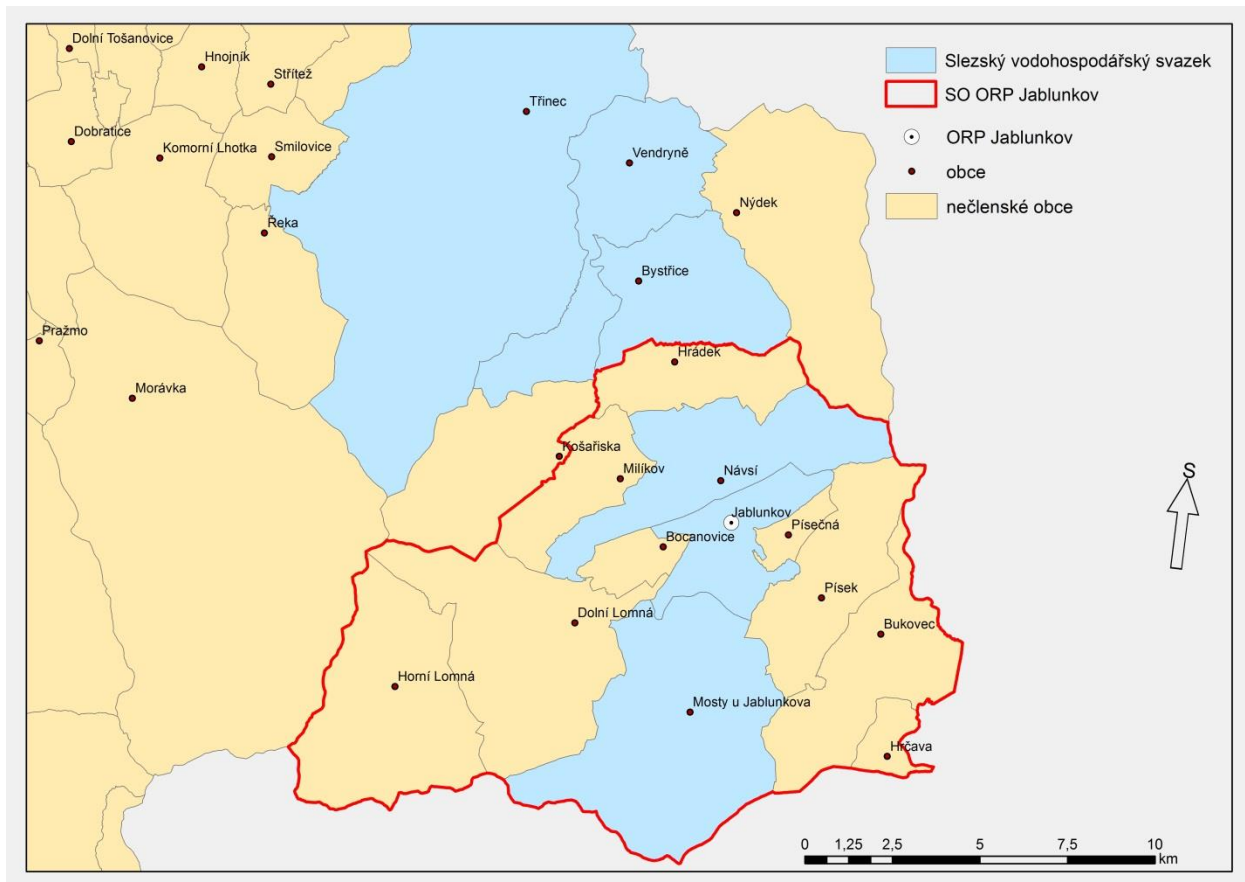 Dolní Tošanovice
Hnojník
Střítež
Třinec
Dobratice
Komorní Lhotka
Smilovice
Vendryně
Řeka
Nýdek
Bystřice
Pražmo
Morávka
Hrádek
Košařiska
Milíkov
Návsí
Jablunkov
Bocanovice
Písečná
Dolní Lomná
Písek
Bukovec
Horní Lomná
Mosty u Jablunkova
Hrčava
Slezský vodohospodářský svazek
SO ORP Jablunkov
ORP Jablunkov
obce
nečlenské obce
S
0 1,25 2,5 5 7,5 10
km